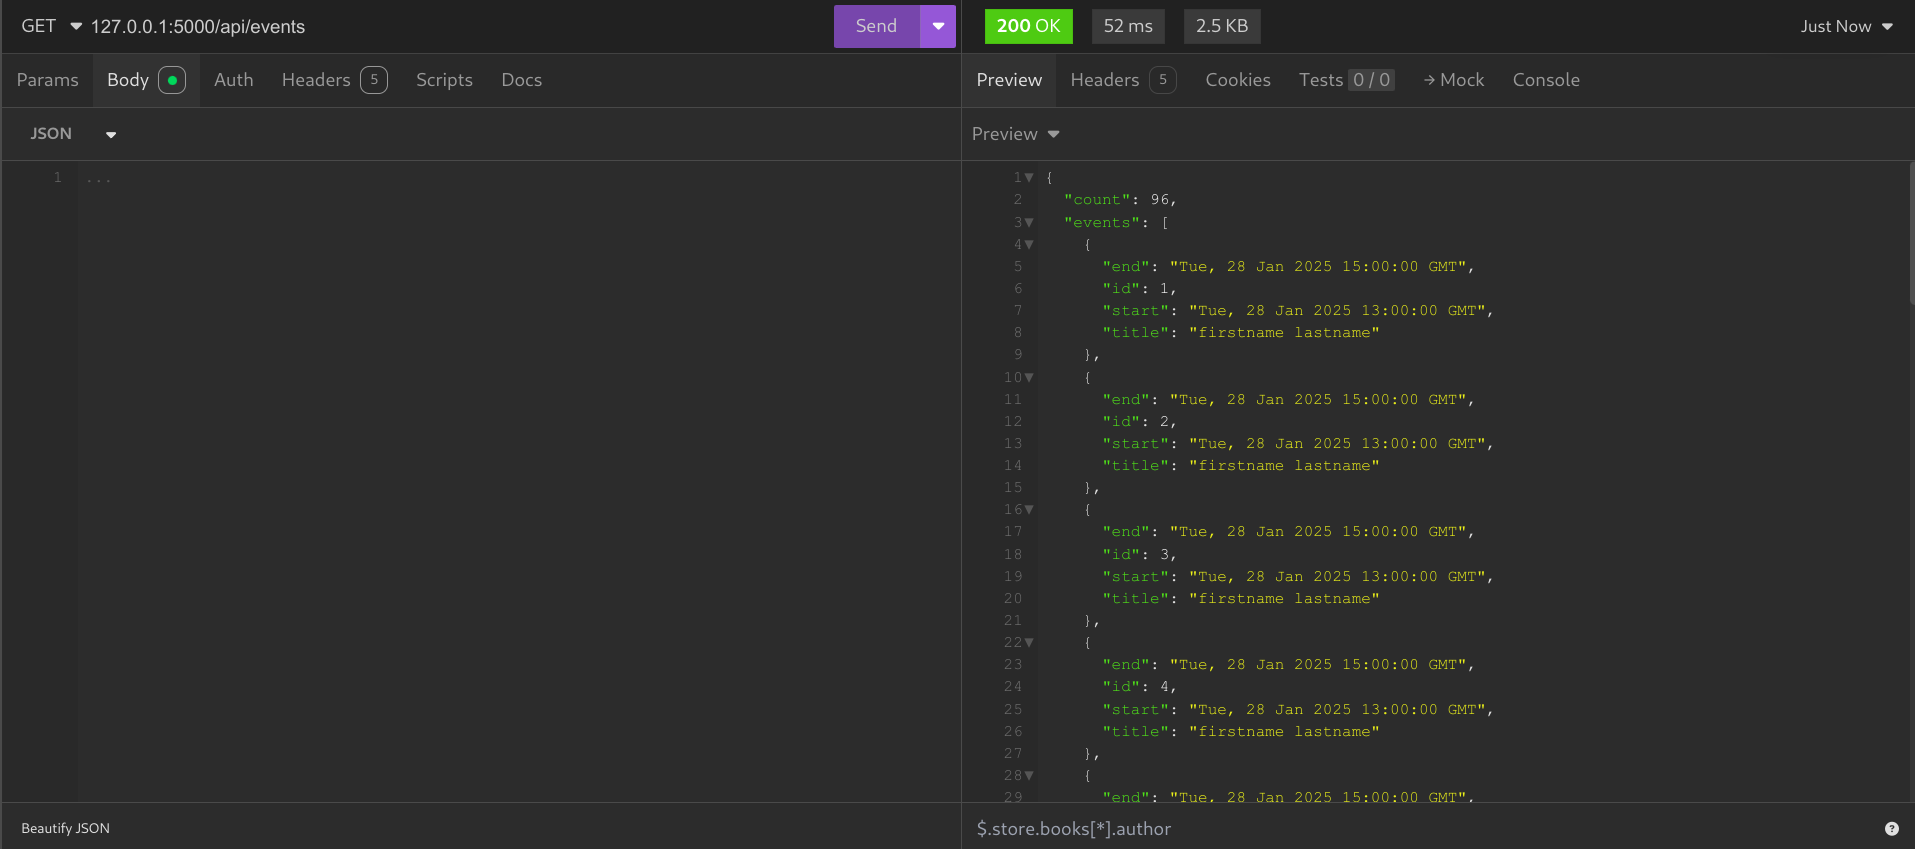 GET 127.0.0.1:5000/api/events Send
200 OK 52 ms 2.5 KB Just Now
Params Body Auth Headers 5 Scripts Docs
Preview Headers 5 Cookies Tests 0 / 0 → Mock Console
JSON
Preview
1 ...
1 {
2 "count": 96,
3 "events": [
4 {
5 "end": "Tue, 28 Jan 2025 15:00:00 GMT",
6 "id": 1,
7 "start": "Tue, 28 Jan 2025 13:00:00 GMT",
8 "title": "firstname lastname"
9 },
10 {
11 "end": "Tue, 28 Jan 2025 15:00:00 GMT",
12 "id": 2,
13 "start": "Tue, 28 Jan 2025 13:00:00 GMT",
14 "title": "firstname lastname"
15 },
16 {
17 "end": "Tue, 28 Jan 2025 15:00:00 GMT",
18 "id": 3,
19 "start": "Tue, 28 Jan 2025 13:00:00 GMT",
20 "title": "firstname lastname"
21 },
22 {
23 "end": "Tue, 28 Jan 2025 15:00:00 GMT",
24 "id": 4,
25 "start": "Tue, 28 Jan 2025 13:00:00 GMT",
26 "title": "firstname lastname"
27 },
28 {
29 "end": "Tue, 28 Jan 2025 15:00:00 GMT",
Beautify JSON
$.store.books[*].author ?